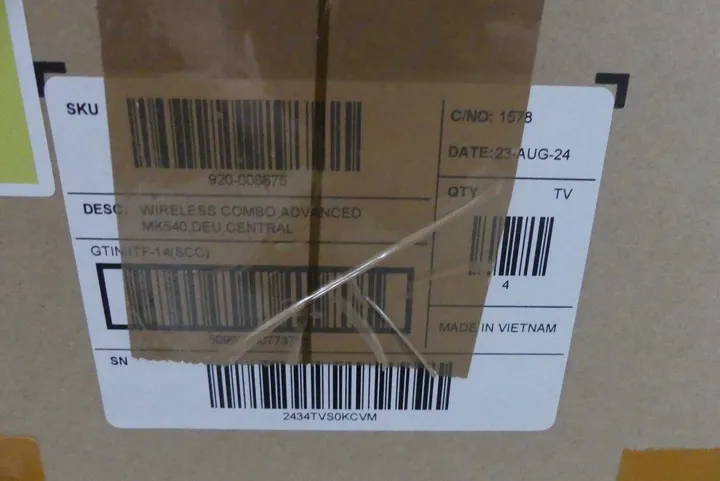 SKU
920-008675
C/NO: 1578
DATE:23-AUG-24
DESC: WIRELESS COMBO,ADVANCED
MK540,DEU,CENTRAL
QTY TV
4
GTIN/ITF-14(SCC)
MADE IN VIETNAM
SN
2434TVS0KCVM